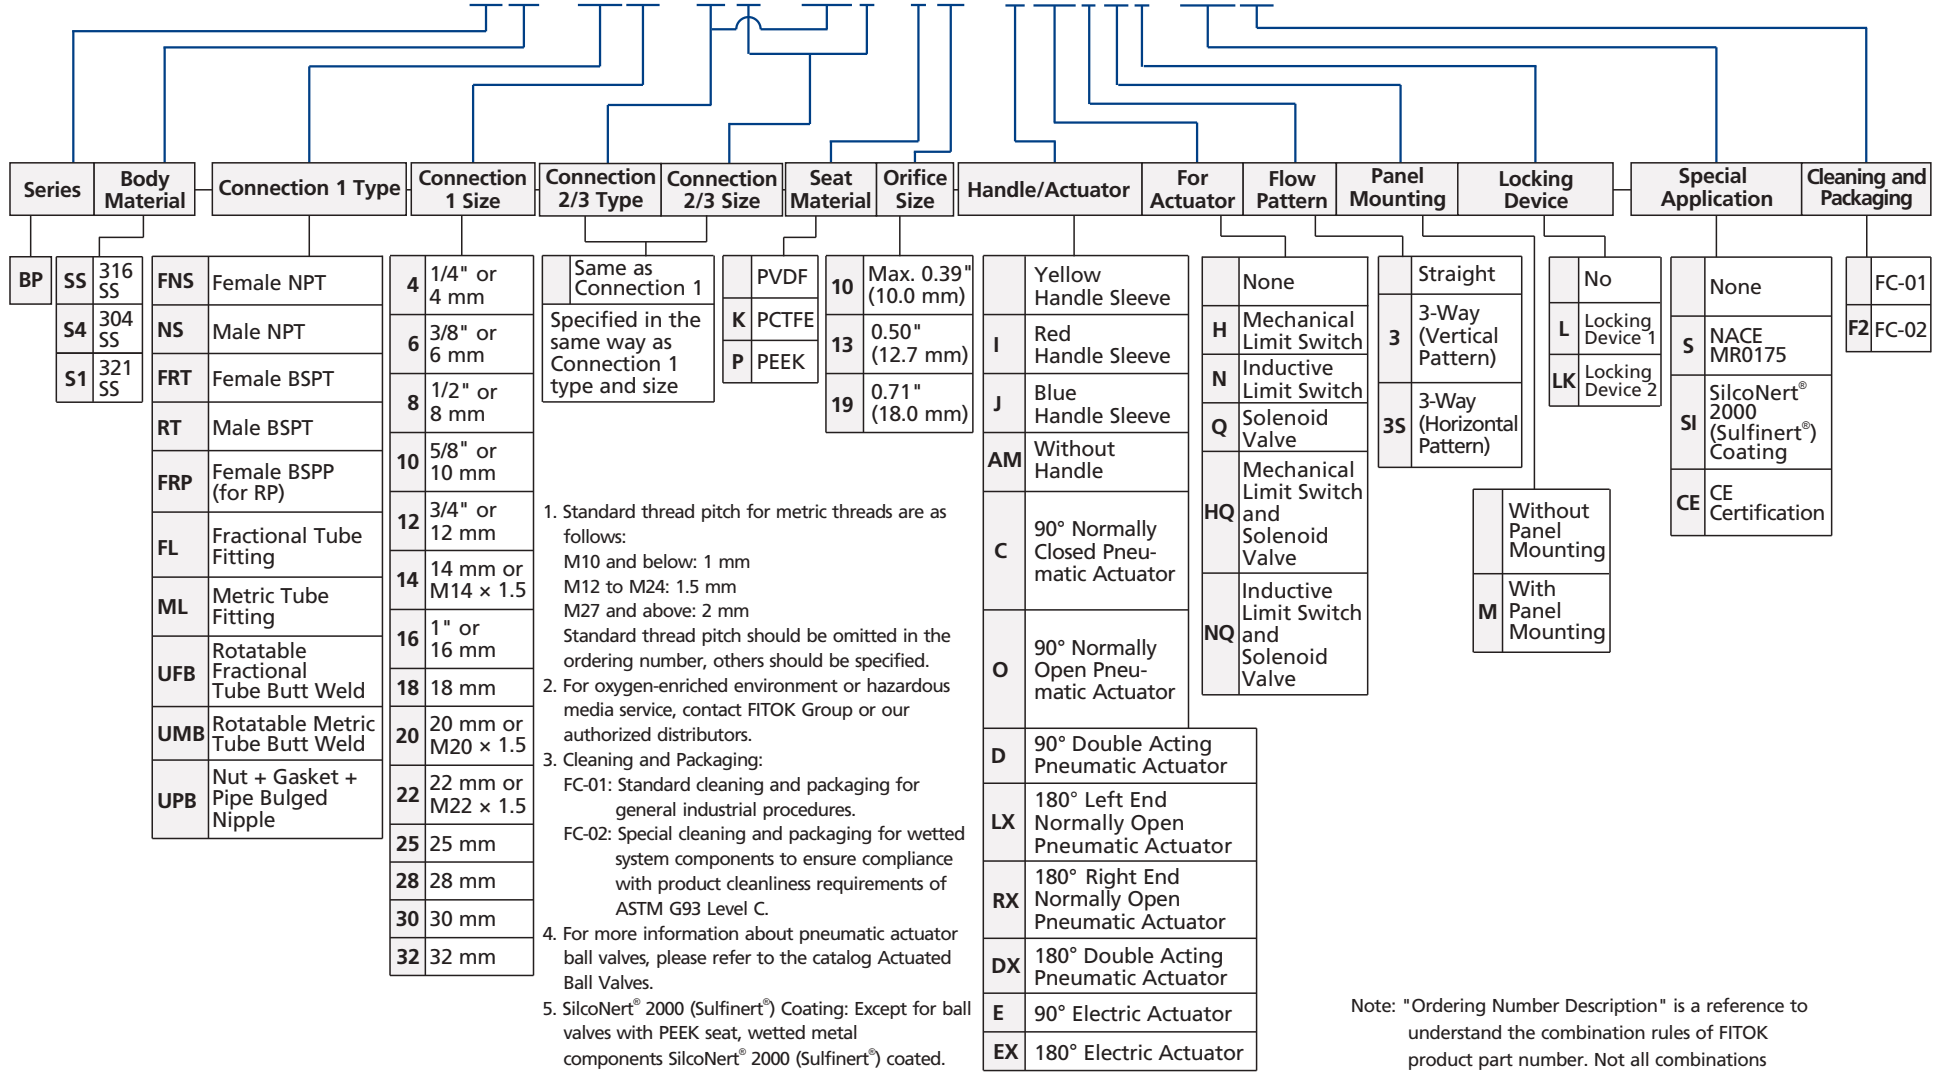 Series
Body
Material
Connection 1 Type
Connection
1 Size
Connection
2/3 Type
Connection
2/3 Size
Seat
Material
Orifice
Size
Handle/Actuator
For
Actuator
Flow
Pattern
Panel
Mounting
Locking
Device
Special
Application
Cleaning and
Packaging
BP
SS 316
SS
S4 304
SS
S1 321
SS
FNS Female NPT
NS Male NPT
FRT Female BSPT
RT Male BSPT
FRP Female BSPP
(for RP)
FL Fractional Tube
Fitting
ML Metric Tube
Fitting
UFB Rotatable
Fractional
Tube Butt Weld
UMB Rotatable Metric
Tube Butt Weld
UPB Nut + Gasket +
Pipe Bulged
Nipple
4 1/4" or
4 mm
6 3/8" or
6 mm
8 1/2" or
8 mm
10 5/8" or
10 mm
12 3/4" or
12 mm
14 14 mm or
M14 × 1.5
16 1" or
16 mm
18 18 mm
20 20 mm or
M20 × 1.5
22 22 mm or
M22 × 1.5
25 25 mm
28 28 mm
30 30 mm
32 32 mm
Same as
Connection 1
Specified in the
same way as
Connection 1
type and size
PVDF
K PCTFE
P PEEK
10 Max. 0.39"
(10.0 mm)
13 0.50"
(12.7 mm)
19 0.71"
(18.0 mm)
Yellow
Handle Sleeve
I Red
Handle Sleeve
J Blue
Handle Sleeve
AM Without
Handle
C 90° Normally
Closed Pneu-
matic Actuator
O 90° Normally
Open Pneu-
matic Actuator
D 90° Double Acting
Pneumatic Actuator
LX 180° Left End
Normally Open
Pneumatic Actuator
RX 180° Right End
Normally Open
Pneumatic Actuator
DX 180° Double Acting
Pneumatic Actuator
E 90° Electric Actuator
EX 180° Electric Actuator
None
H Mechanical
Limit Switch
N Inductive
Limit Switch
Q Solenoid
Valve
HQ Mechanical
Limit Switch
and
Solenoid
Valve
NQ Inductive
Limit Switch
and
Solenoid
Valve
Straight
3 3-Way
(Vertical
Pattern)
3S 3-Way
(Horizontal
Pattern)
Without
Panel
Mounting
M With
Panel
Mounting
No
L Locking
Device 1
LK Locking
Device 2
None
S NACE
MR0175
SI SilcoNert®
2000
(Sulfinert®)
Coating
CE CE
Certification
FC-01
F2 FC-02
1. Standard thread pitch for metric threads are as
follows:
M10 and below: 1 mm
M12 to M24: 1.5 mm
M27 and above: 2 mm
Standard thread pitch should be omitted in the
ordering number, others should be specified.
2. For oxygen-enriched environment or hazardous
media service, contact FITOK Group or our
authorized distributors.
3. Cleaning and Packaging:
FC-01: Standard cleaning and packaging for
general industrial procedures.
FC-02: Special cleaning and packaging for wetted
system components to ensure compliance
with product cleanliness requirements of
ASTM G93 Level C.
4. For more information about pneumatic actuator
ball valves, please refer to the catalog Actuated
Ball Valves.
5. SilcoNert® 2000 (Sulfinert®) Coating: Except for ball
valves with PEEK seat, wetted metal
components SilcoNert® 2000 (Sulfinert®) coated.
Note: "Ordering Number Description" is a reference to
understand the combination rules of FITOK
product part number. Not all combinations